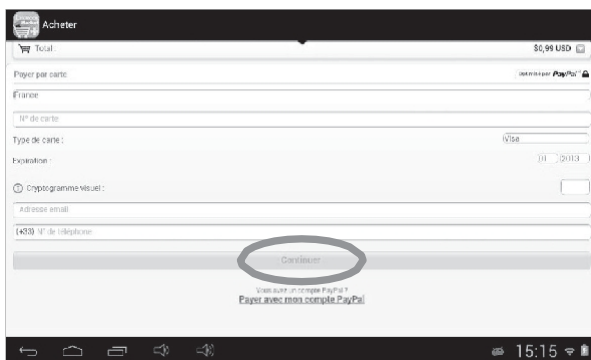 Acheter
Total : $0,99 USD
Payer par carte PayPal
France
N° de carte
Type de carte : Visa
Expiration : 2013
Cryptogramme visuel :
Adresse email
(+33) N° de téléphone
Continuer
Vous avez un compte PayPal ?
Payer avec mon compte PayPal
15:15